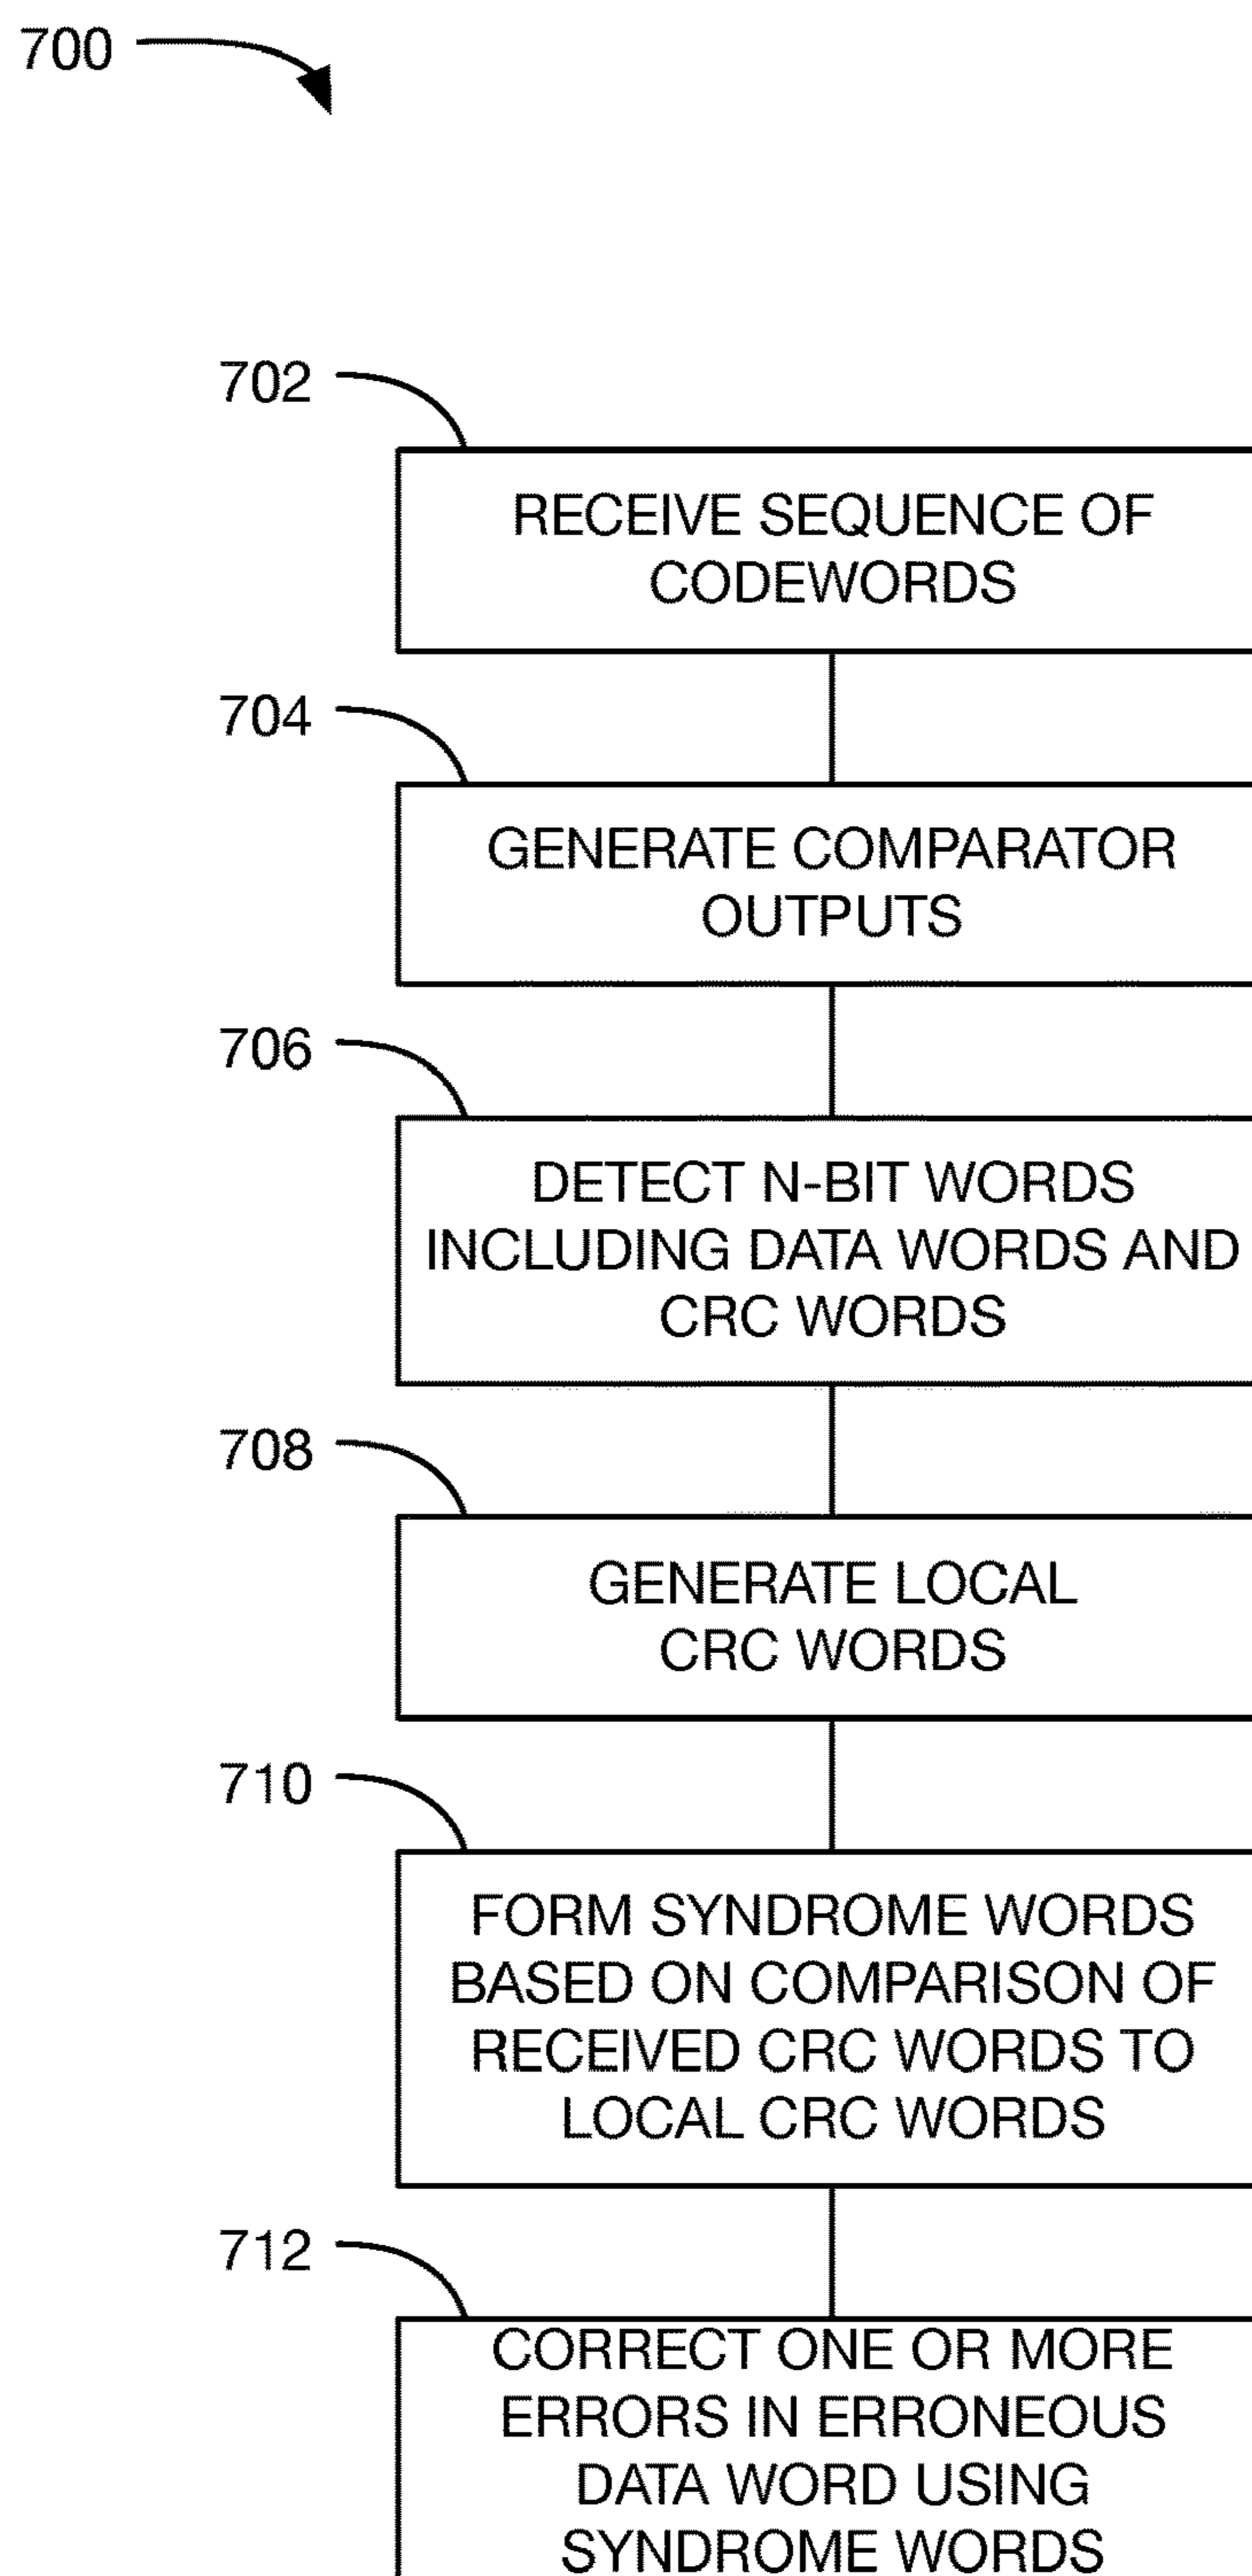 700
702
RECEIVE SEQUENCE OF
CODEWORDS
704
GENERATE COMPARATOR
OUTPUTS
706
DETECT N-BIT WORDS
INCLUDING DATA WORDS AND
CRC WORDS
708
GENERATE LOCAL
CRC WORDS
710
FORM SYNDROME WORDS
BASED ON COMPARISON OF
RECEIVED CRC WORDS TO
LOCAL CRC WORDS
712
CORRECT ONE OR MORE
ERRORS IN ERRONEOUS
DATA WORD USING
SYNDROME WORDS